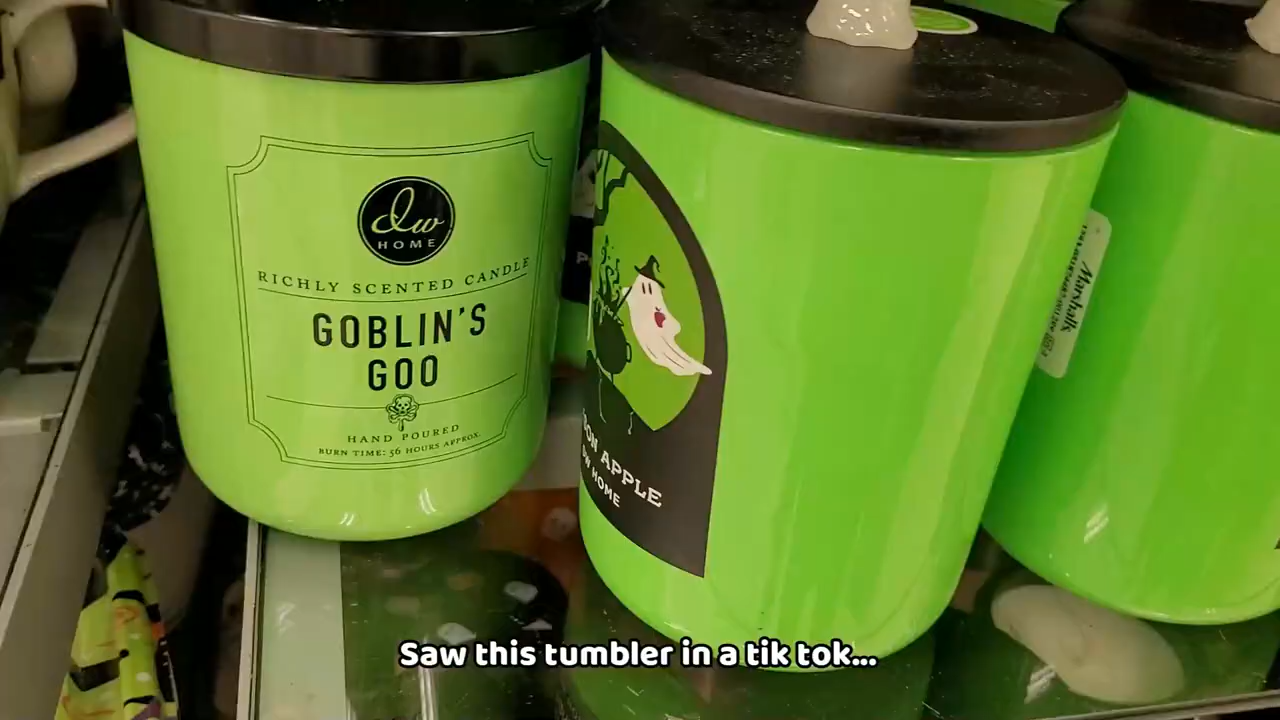 dw
HOME
RICHLY SCENTED CANDLE
GOBLIN'S
GOO
HAND POURED
BURN TIME: 56 HOURS APPROX.
APPLE
DW HOME
Marshalls
Saw this tumbler in a tik tok...